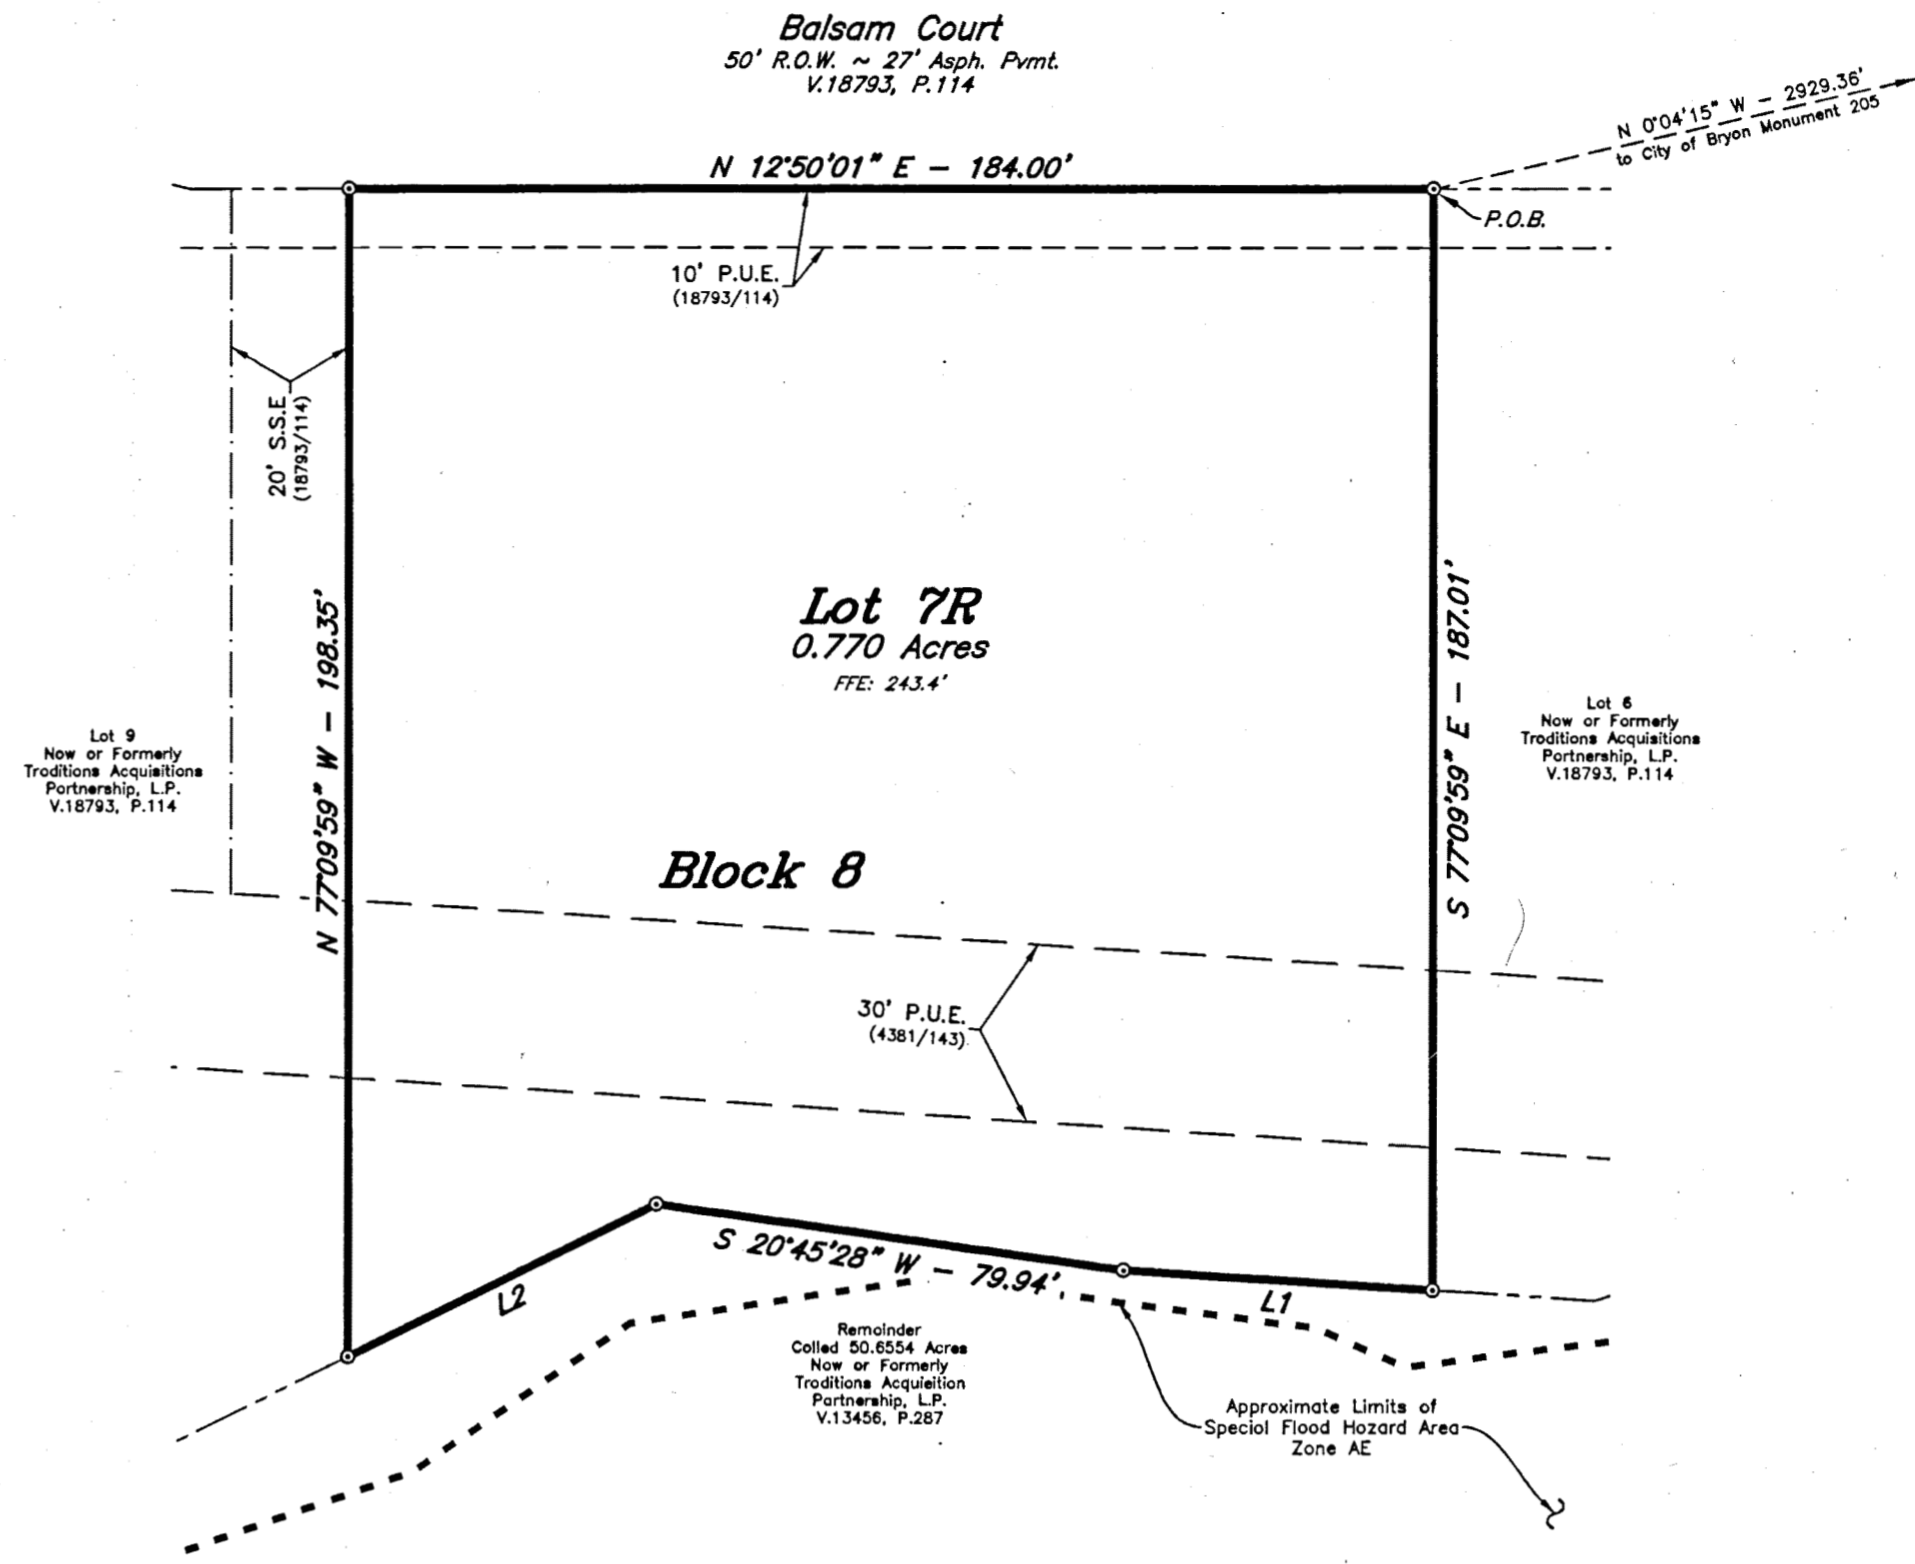 Balsam Court
50' R.O.W. ~ 27' Asph. Pvmt.
V.18793, P.114
N 0°04'15" W - 2929.36'
to City of Bryon Monument 205
N 12°50'01" E - 184.00'
P.O.B.
10' P.U.E.
(18793/114)
20' S.S.E
(18793/114)
N 77°09'59" W - 198.35'
Lot 7R
0.770 Acres
FFE: 243.4'
S 77°09'59" E - 187.01'
Lot 9
Now or Formerly
Troditions Acquisitions
Portnership, L.P.
V.18793, P.114
Lot 6
Now or Formerly
Troditions Acquisitions
Portnership, L.P.
V.18793, P.114
Block 8
30' P.U.E.
(4381/143)
S 20°45'28" W - 79.94'
L2
L1
Remoinder
Colled 50.6554 Acres
Now or Formerly
Troditions Acquieition
Portnership, L.P.
V.13456, P.287
Approximate Limits of
Speciol Flood Hozard Area
Zone AE